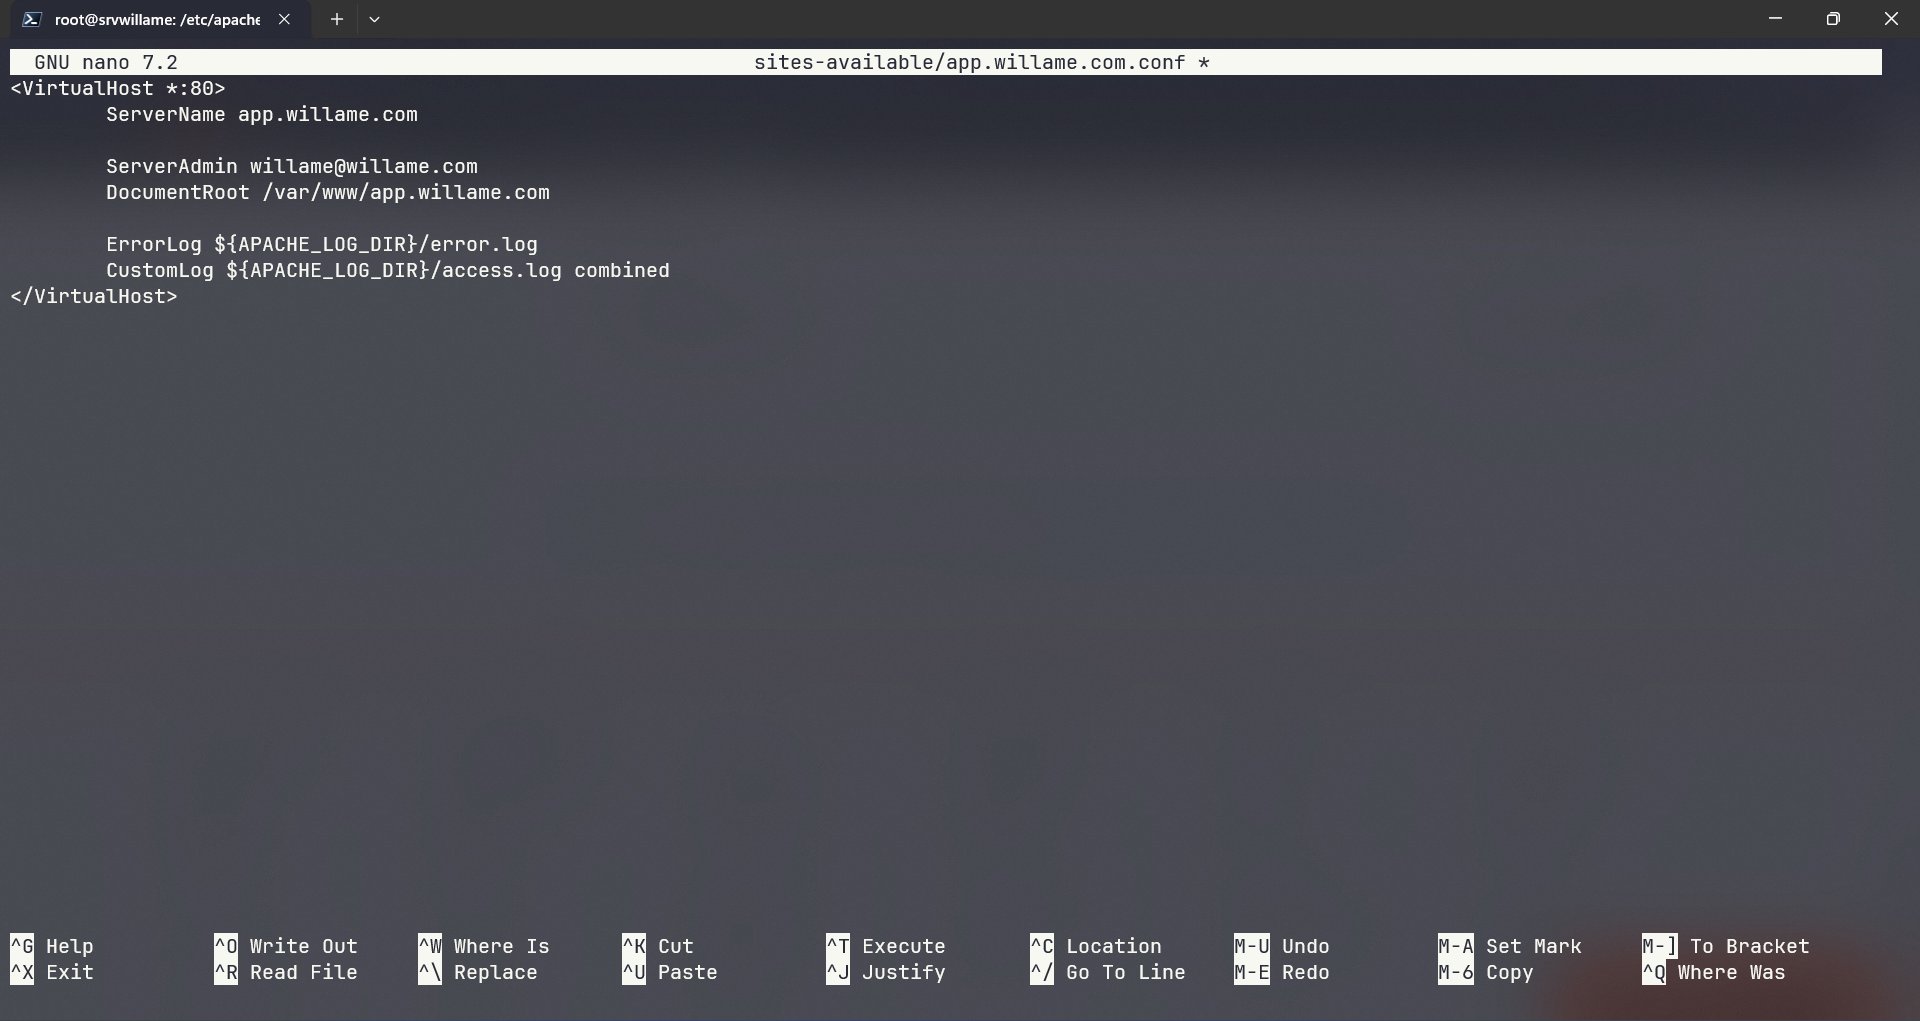 root@srvwillame: /etc/apache
GNU nano 7.2 sites-available/app.willame.com.conf *
<VirtualHost *:80>
ServerName app.willame.com
ServerAdmin willame@willame.com
DocumentRoot /var/www/app.willame.com
ErrorLog ${APACHE_LOG_DIR}/error.log
CustomLog ${APACHE_LOG_DIR}/access.log combined
</VirtualHost>
^G Help ^O Write Out ^W Where Is ^K Cut ^T Execute ^C Location M-U Undo M-A Set Mark M-] To Bracket
^X Exit ^R Read File ^\ Replace ^U Paste ^J Justify ^/ Go To Line M-E Redo M-6 Copy ^Q Where Was